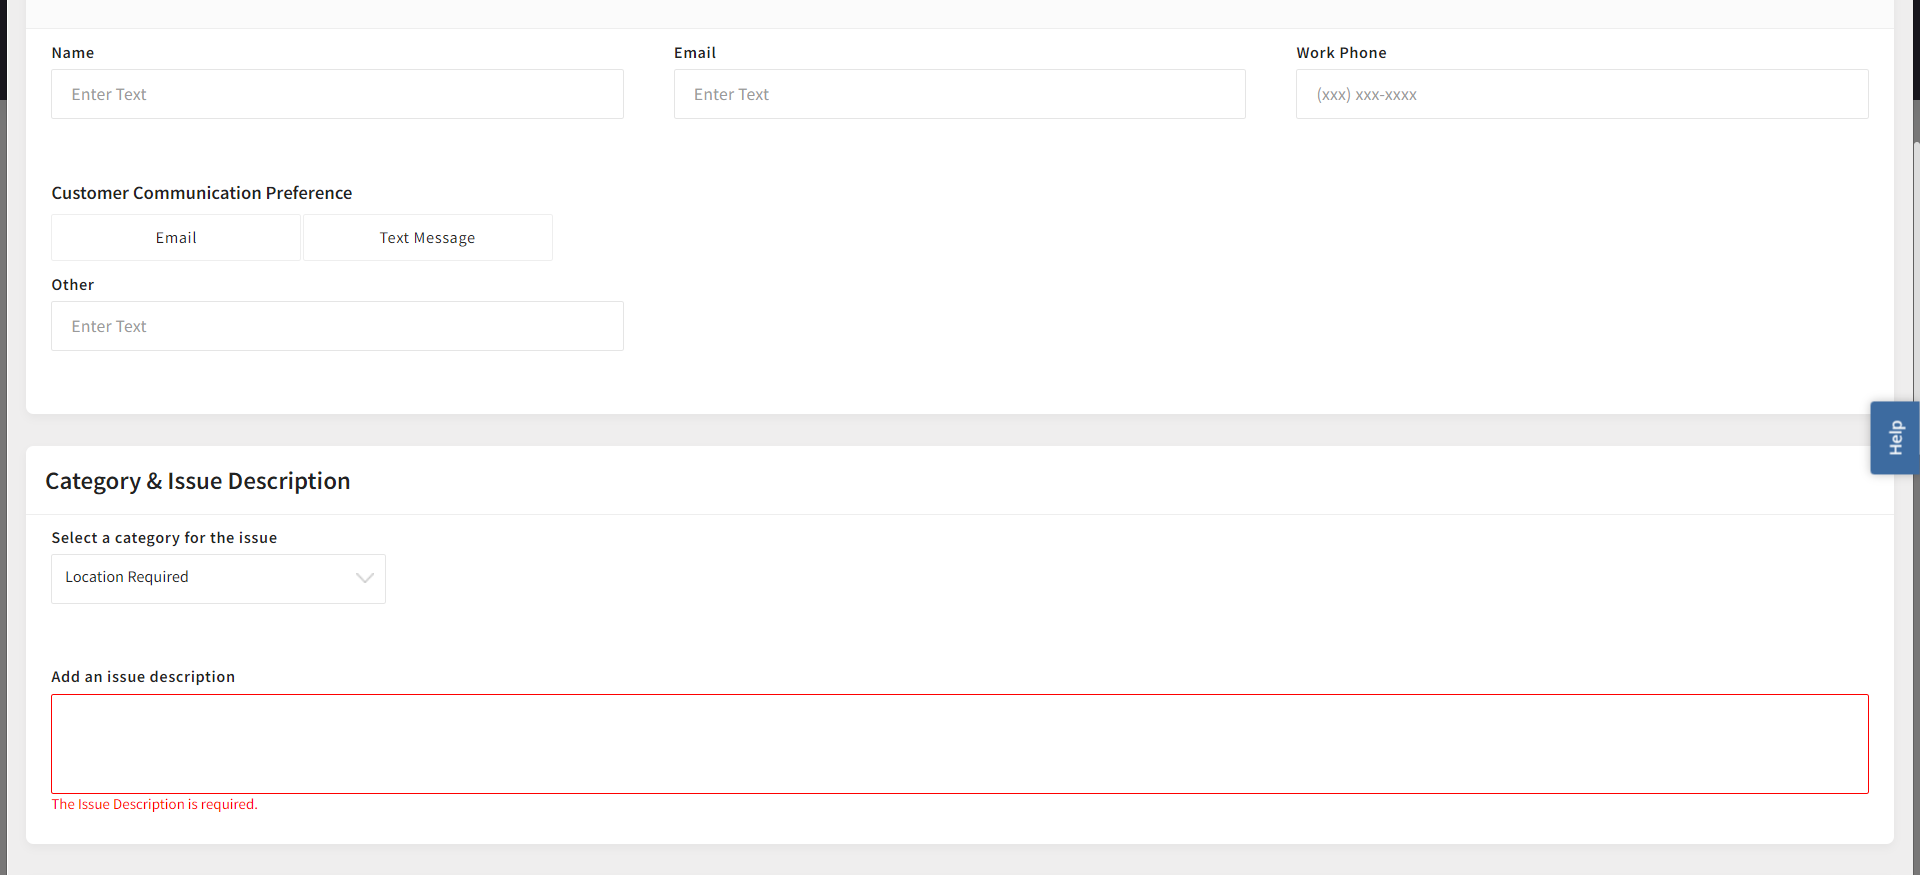 Name
Email
Work Phone
Enter Text
Enter Text
(xxx) xxx-xxxx
Customer Communication Preference
Email
Text Message
Other
Enter Text
Help
Category & Issue Description
Select a category for the issue
Location Required
Add an issue description
The Issue Description is required.